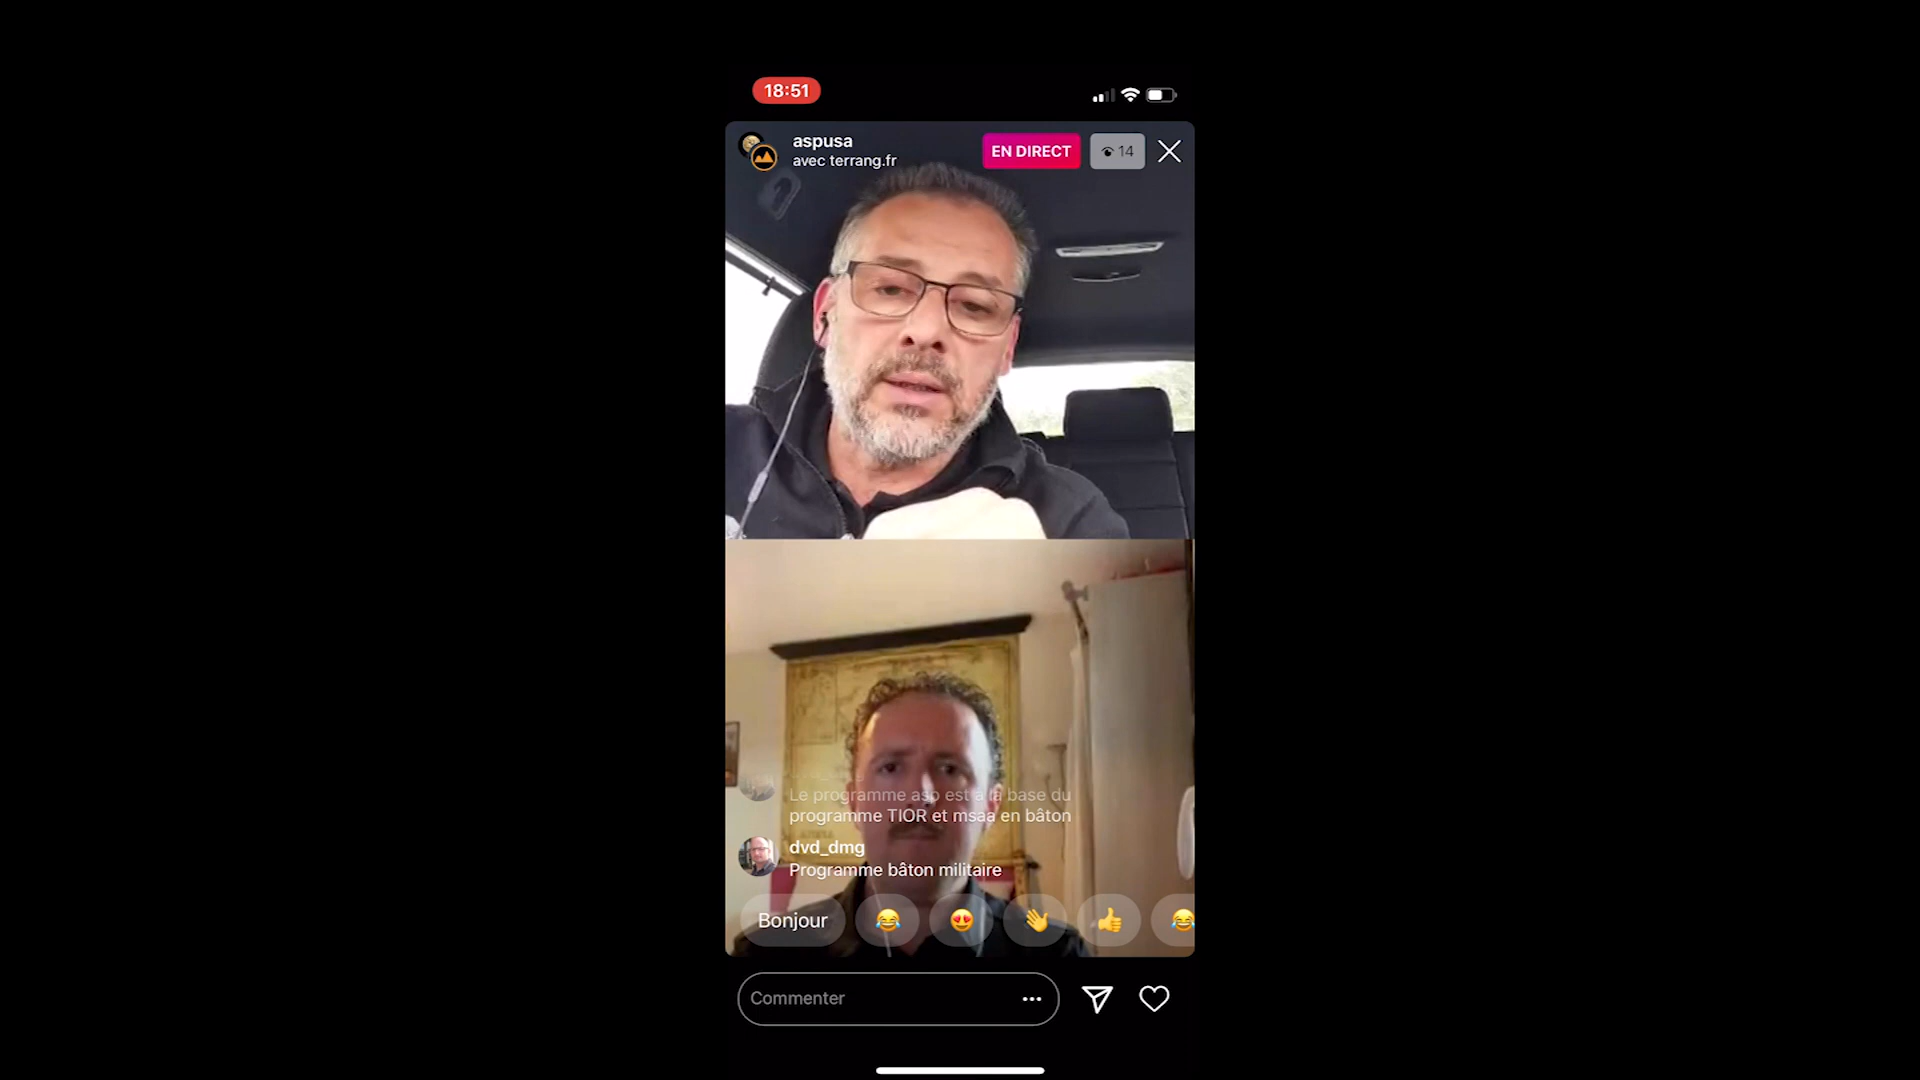 18:51
aspusa
avec terrang.fr
EN DIRECT
14
Le programme asp est à la base du
programme TIOR et msaa en bâton
dvd_dmg
Programme bâton militaire
Bonjour
Commenter